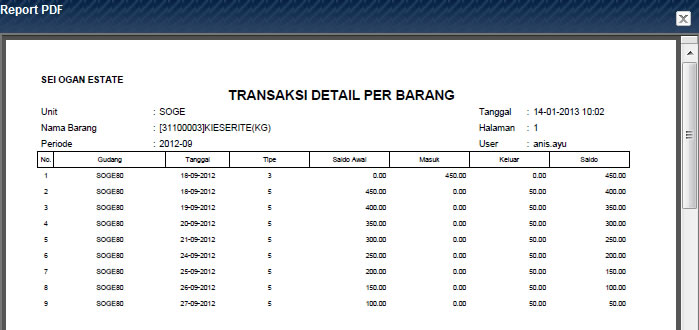 Report PDF
SEI OGAN ESTATE
TRANSAKSI DETAIL PER BARANG
Unit : SOGE Tanggal : 14-01-2013 10:02
Nama Barang : [31100003]KIESERITE(KG) Halaman : 1
Periode : 2012-09 User : anis.ayu
No. Gudang Tanggal Tipe Saldo Awal Masuk Keluar Saldo
1 SOGE80 18-09-2012 3 0.00 450.00 0.00 450.00
2 SOGE80 18-09-2012 5 450.00 0.00 50.00 400.00
3 SOGE80 19-09-2012 5 400.00 0.00 50.00 350.00
4 SOGE80 20-09-2012 5 350.00 0.00 50.00 300.00
5 SOGE80 21-09-2012 5 300.00 0.00 50.00 250.00
6 SOGE80 24-09-2012 5 250.00 0.00 50.00 200.00
7 SOGE80 25-09-2012 5 200.00 0.00 50.00 150.00
8 SOGE80 26-09-2012 5 150.00 0.00 50.00 100.00
9 SOGE80 27-09-2012 5 100.00 0.00 50.00 50.00